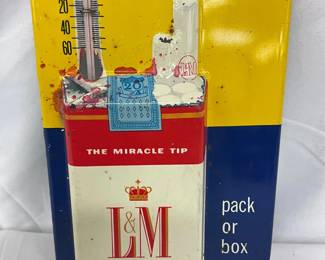 20
40
60
L&M
20
THE MIRACLE TIP
L&M
pack
or
box